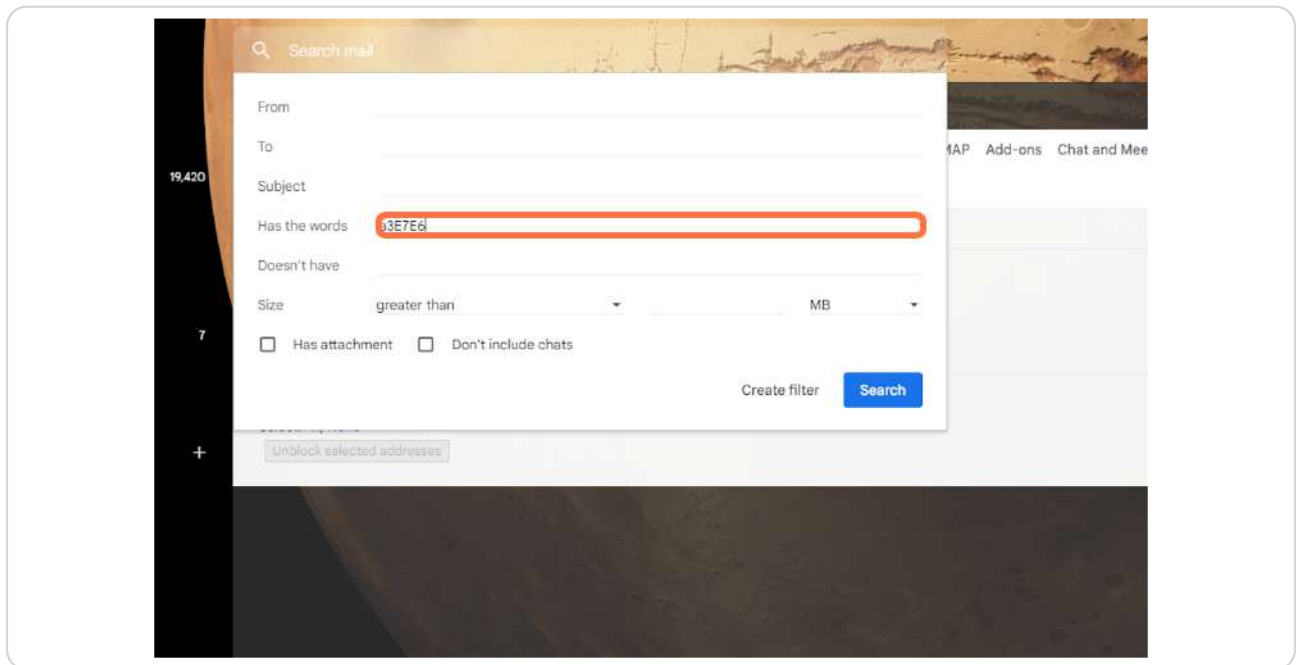 Search mail
From
To
MAP Add-ons Chat and Mee
19,420
Subject
Has the words a3E7E6
Doesn't have
Size greater than MB
7
Has attachment Don't include chats
Create filter Search
+
Unblock selected addresses